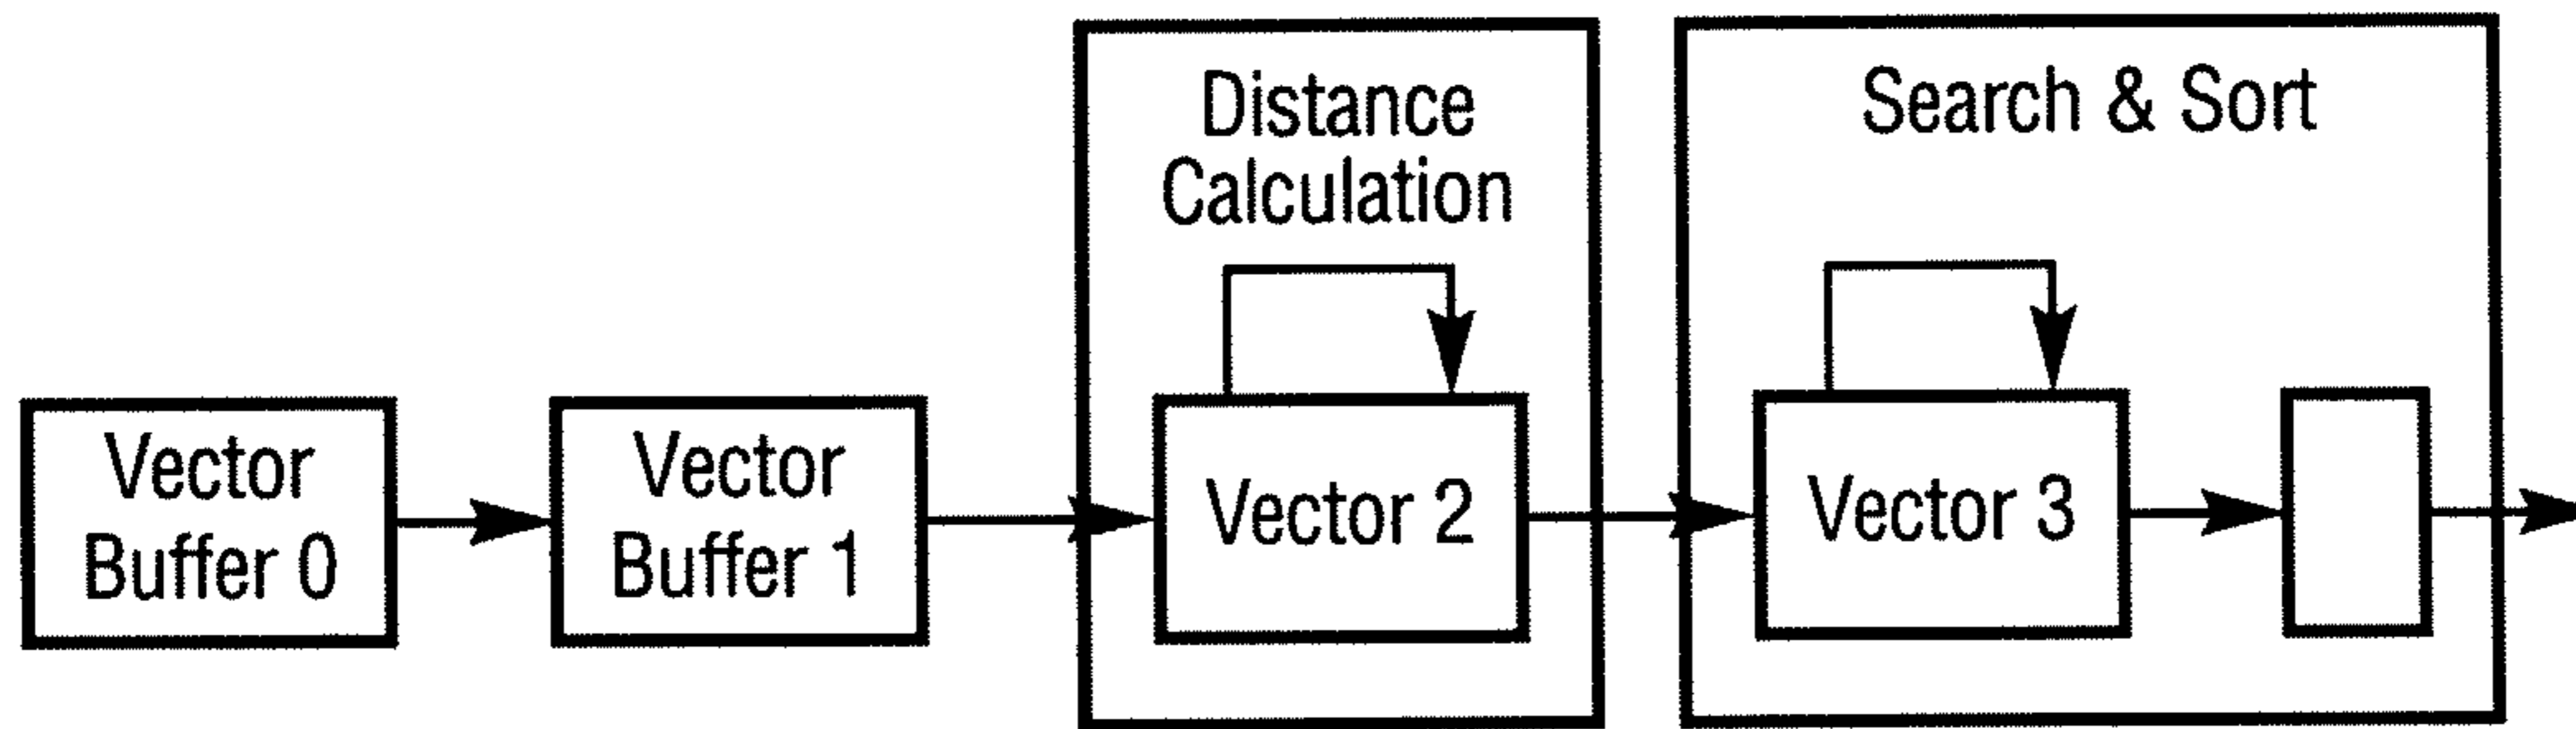 Distance
Calculation
Search & Sort
Vector
Buffer 0
Vector
Buffer 1
Vector 2
Vector 3